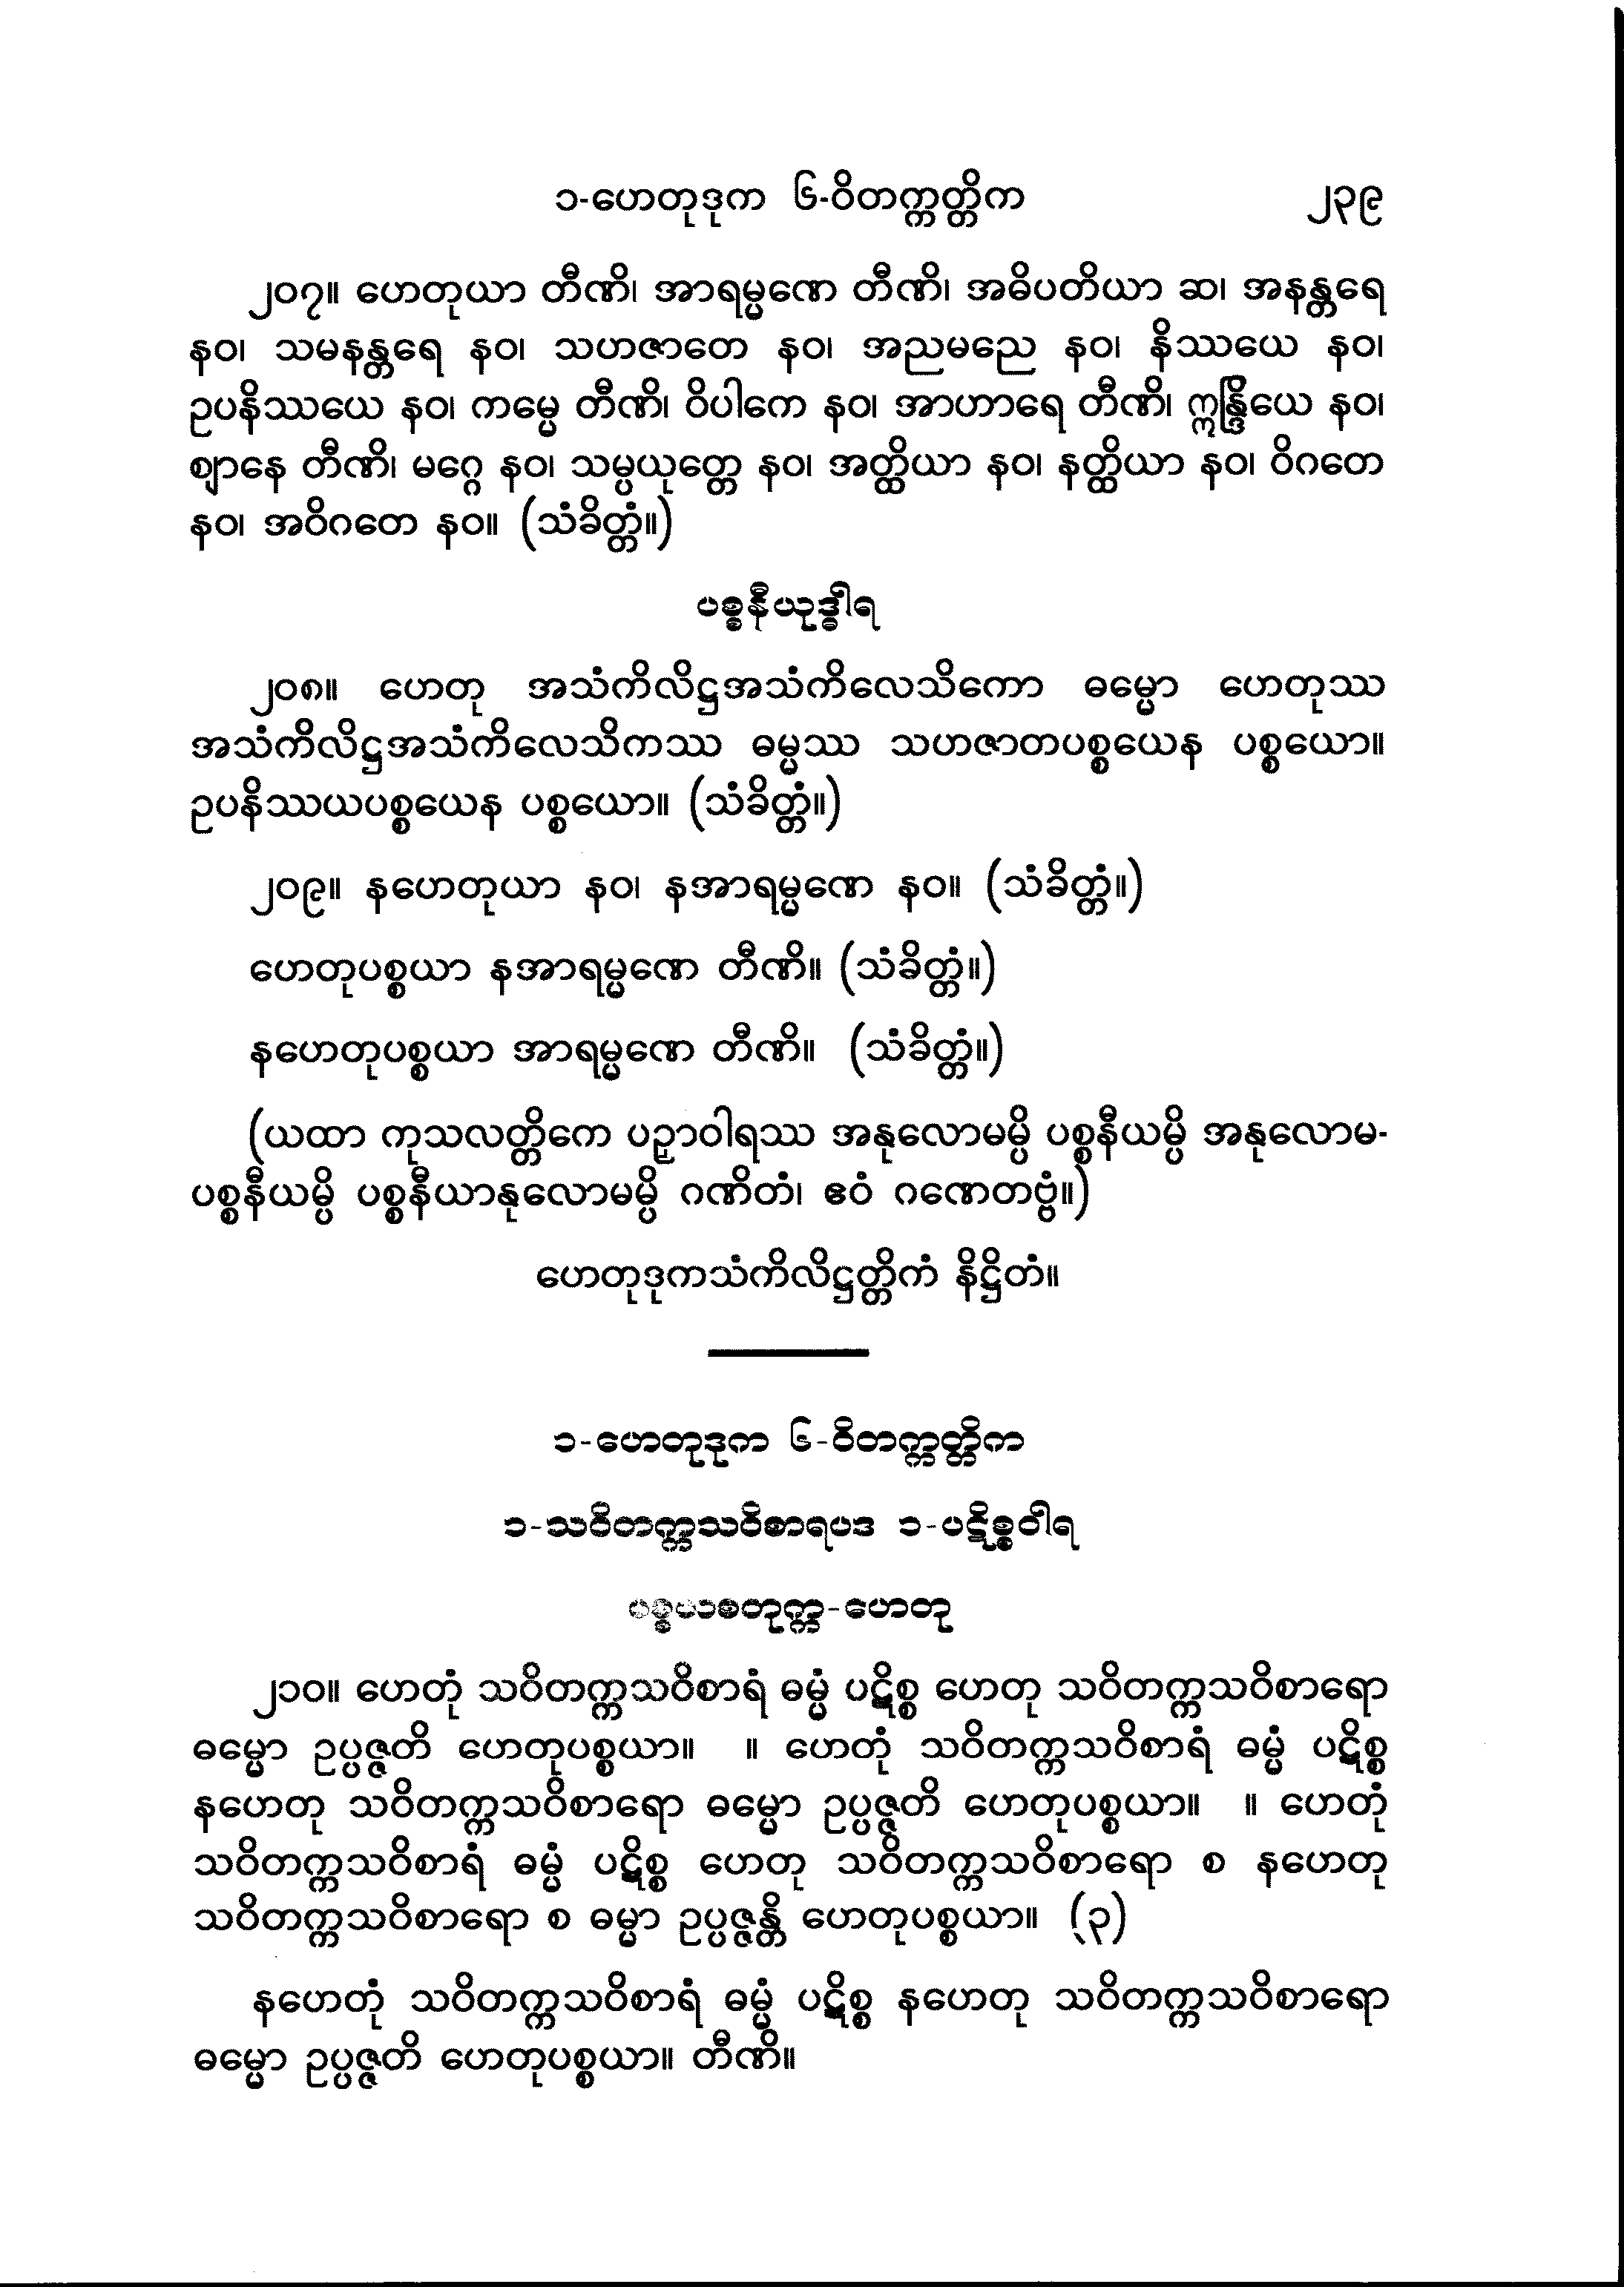 ၁-ဟေတုဒုက ၆-ဝိတက္ကတ္တိက ၂၃၉
၂၀၇။ ဟေတုယာ တီဏိ၊ အာရမ္မဏေ တီဏိ၊ အဓိပတိယာ ဆ၊ အနန္တရေ
နဝ၊ သမနန္တရေ နဝ၊ သဟဇာတေ နဝ၊ အညမညေ နဝ၊ နိဿယေ နဝ၊
ဥပနိဿယေ နဝ၊ ကမ္မေ တီဏိ၊ ဝိပါကေ နဝ၊ အာဟာရေ တီဏိ၊ ဣန္ဒြိယေ နဝ၊
ဈာနေ တီဏိ၊ မဂ္ဂေ နဝ၊ သမ္ပယုတ္တေ နဝ၊ အတ္ထိယာ နဝ၊ နတ္ထိယာ နဝ၊ ဝိဂတေ
နဝ၊ အဝိဂတေ နဝ။ (သံခိတ္တံ။)
ပစ္စနီယုဒ္ဓါရ
၂၀၈။ ဟေတု အသံကိလိဋ္ဌအသံကိလေသိကော ဓမ္မော ဟေတုဿ
အသံကိလိဋ္ဌအသံကိလေသိကဿ ဓမ္မဿ သဟဇာတပစ္စယေန ပစ္စယော။
ဥပနိဿယပစ္စယေန ပစ္စယော။ (သံခိတ္တံ။)
၂၀၉။ နဟေတုယာ နဝ၊ နအာရမ္မဏေ နဝ။ (သံခိတ္တံ။)
ဟေတုပစ္စယာ နအာရမ္မဏေ တီဏိ။ (သံခိတ္တံ။)
နဟေတုပစ္စယာ အာရမ္မဏေ တီဏိ။ (သံခိတ္တံ။)
(ယထာ ကုသလတ္တိကေ ပဉှာဝါရဿ အနုလောမမ္ပိ ပစ္စနီယမ္ပိ အနုလောမ-
ပစ္စနီယမ္ပိ ပစ္စနီယာနုလောမမ္ပိ ဂဏိတံ၊ ဧဝံ ဂဏေတဗ္ဗံ။)
ဟေတုဒုကသံကိလိဋ္ဌတ္တိကံ နိဋ္ဌိတံ။
၁-ဟေတုဒုက ၆-ဝိတက္ကတ္တိက
၁-သဝိတက္ကသဝိစာရပဒ ၁-ပဋိစ္စဝါရ
ပစ္စယစတုက္က-ဟေတု
၂၁၀။ ဟေတုံ သဝိတက္ကသဝိစာရံ ဓမ္မံ ပဋိစ္စ ဟေတု သဝိတက္ကသဝိစာရော
ဓမ္မော ဥပ္ပဇ္ဇတိ ဟေတုပစ္စယာ။ ။ ဟေတုံ သဝိတက္ကသဝိစာရံ ဓမ္မံ ပဋိစ္စ
နဟေတု သဝိတက္ကသဝိစာရော ဓမ္မော ဥပ္ပဇ္ဇတိ ဟေတုပစ္စယာ။ ။ ဟေတုံ
သဝိတက္ကသဝိစာရံ ဓမ္မံ ပဋိစ္စ ဟေတု သဝိတက္ကသဝိစာရော စ နဟေတု
သဝိတက္ကသဝိစာရော စ ဓမ္မာ ဥပ္ပဇ္ဇန္တိ ဟေတုပစ္စယာ။ (၃)
နဟေတုံ သဝိတက္ကသဝိစာရံ ဓမ္မံ ပဋိစ္စ နဟေတု သဝိတက္ကသဝိစာရော
ဓမ္မော ဥပ္ပဇ္ဇတိ ဟေတုပစ္စယာ။ တီဏိ။